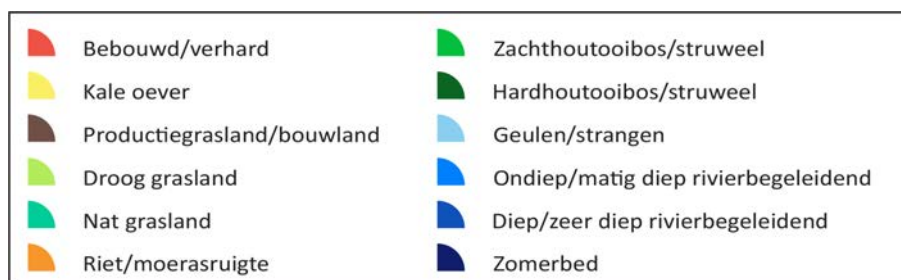 Bebouwd/verhard
Kale oever
Productiegrasland/bouwland
Droog grasland
Nat grasland
Riet/moerasruigte
Zachthoutooibos/struweel
Hardhoutooibos/struweel
Geulen/strangen
Ondiep/matig diep rivierbegeleidend
Diep/zeer diep rivierbegeleidend
Zomerbed